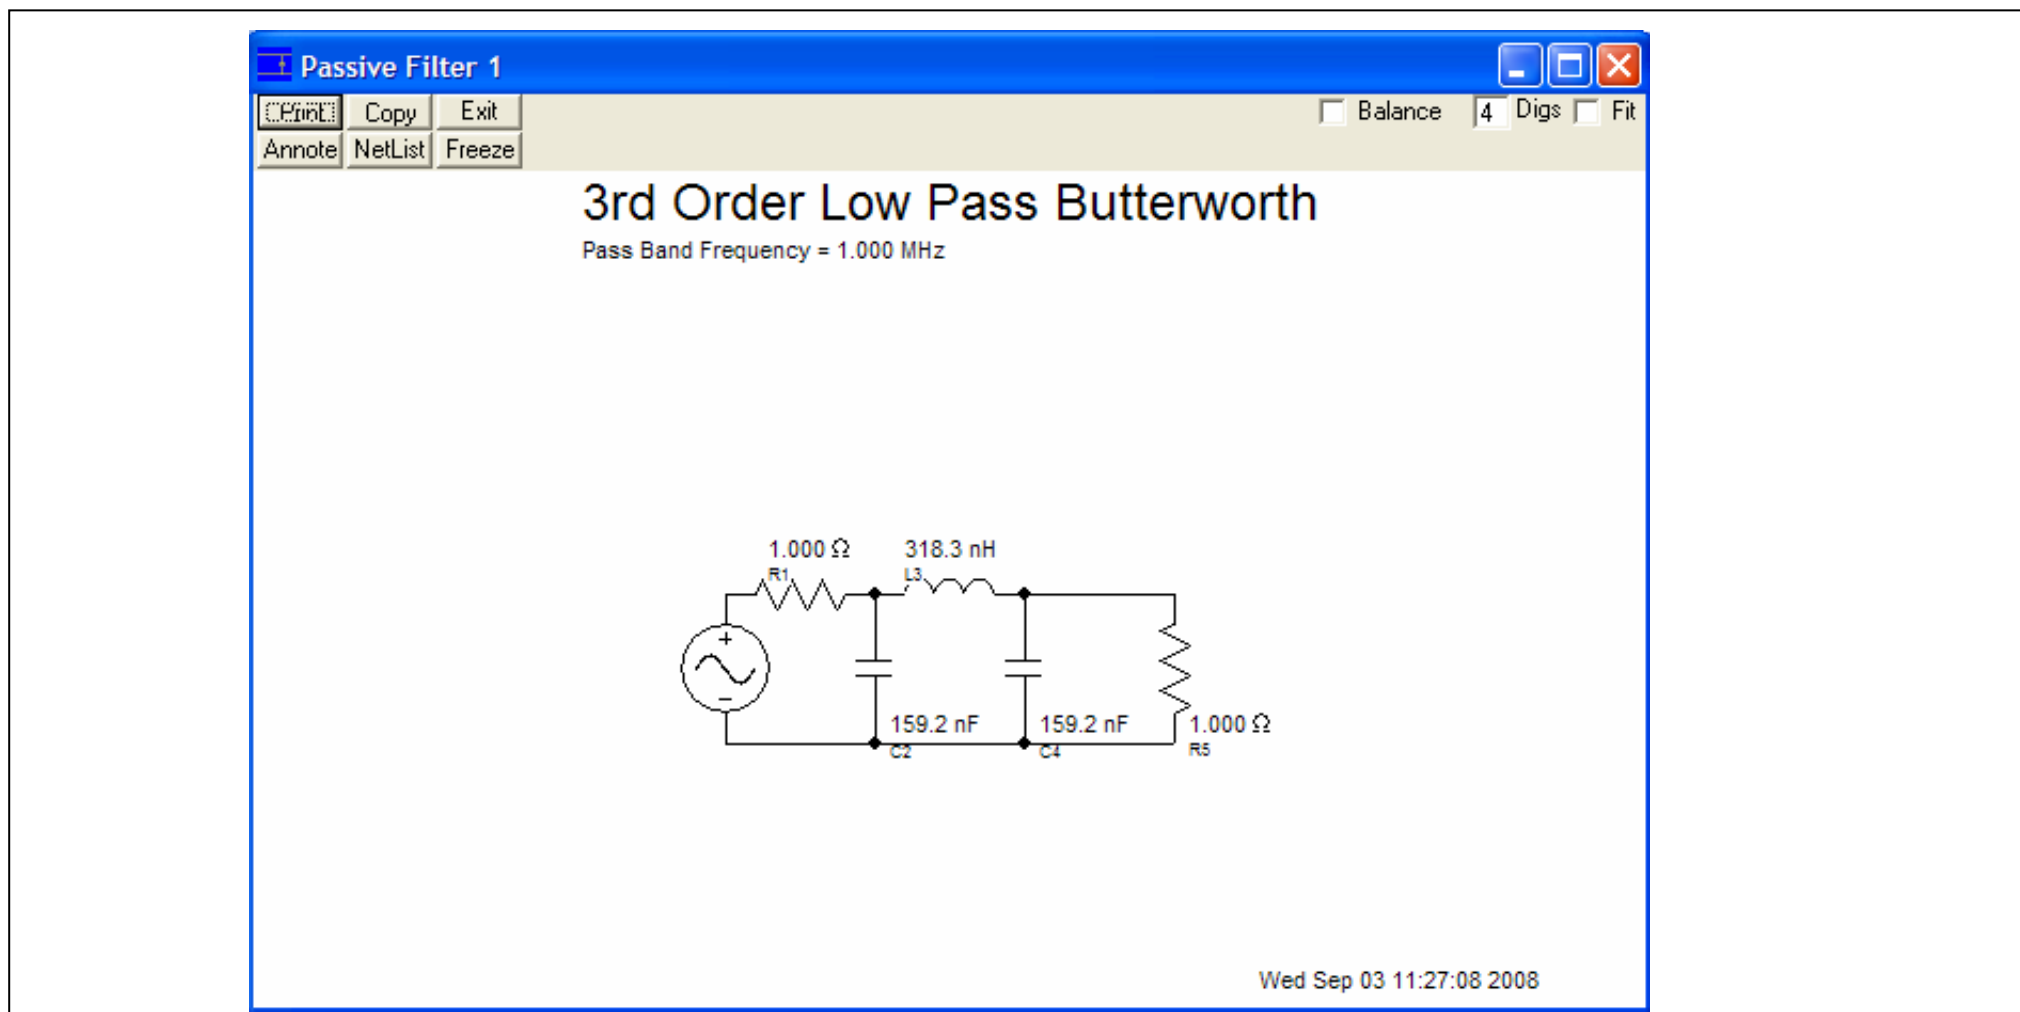 Passive Filter 1
Print Copy Exit Balance 4 Digs Fit
Annote NetList Freeze
3rd Order Low Pass Butterworth
Pass Band Frequency = 1.000 MHz
1.000 Ω 318.3 nH
R1 L3
+
−
159.2 nF 159.2 nF 1.000 Ω
C2 C4 R5
Wed Sep 03 11:27:08 2008